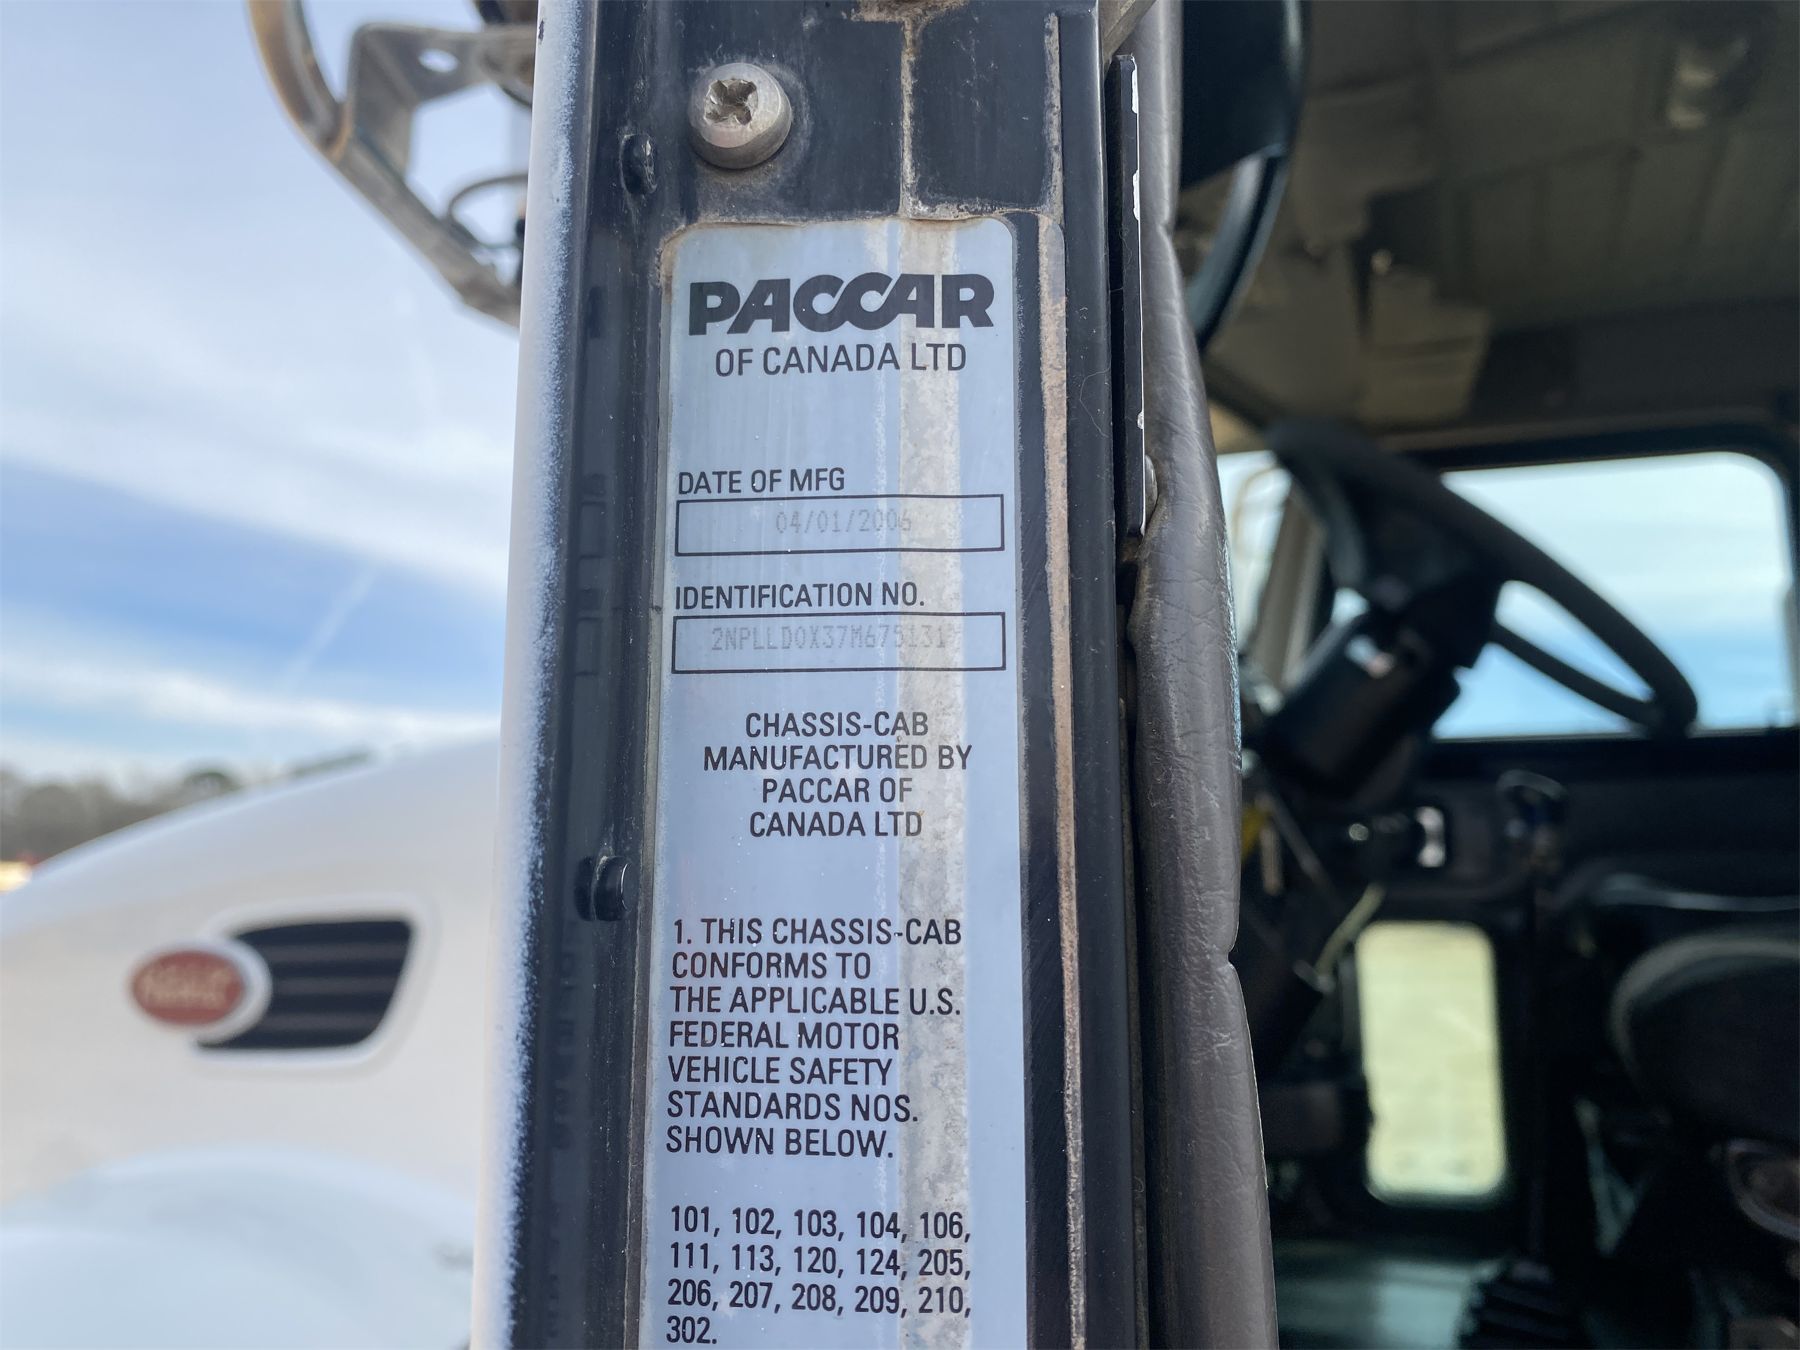 PACCAR
OF CANADA LTD
DATE OF MFG
04/01/2006
IDENTIFICATION NO.
2NPLLD0X37M675131
CHASSIS-CAB
MANUFACTURED BY
PACCAR OF
CANADA LTD
1. THIS CHASSIS-CAB
CONFORMS TO
THE APPLICABLE U.S.
FEDERAL MOTOR
VEHICLE SAFETY
STANDARDS NOS.
SHOWN BELOW.
101, 102, 103, 104, 106,
111, 113, 120, 124, 205,
206, 207, 208, 209, 210,
302.